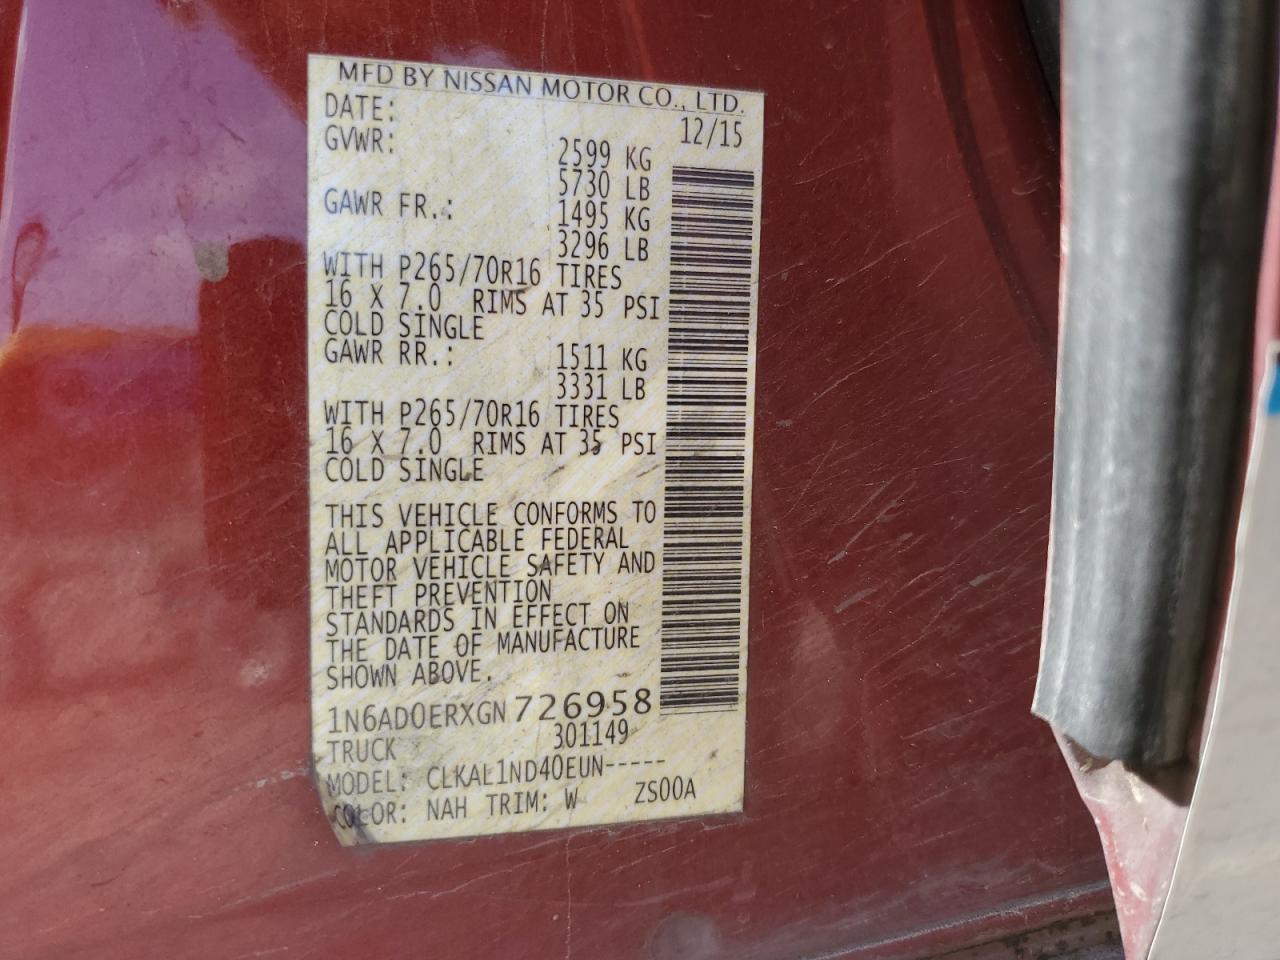 MFD BY NISSAN MOTOR CO., LTD.
DATE: 12/15
GVWR: 2599 KG
5730 LB
GAWR FR.: 1495 KG
3296 LB
WITH P265/70R16 TIRES
16 X 7.0 RIMS AT 35 PSI
COLD SINGLE
GAWR RR.: 1511 KG
3331 LB
WITH P265/70R16 TIRES
16 X 7.0 RIMS AT 35 PSI
COLD SINGLE
THIS VEHICLE CONFORMS TO
ALL APPLICABLE FEDERAL
MOTOR VEHICLE SAFETY AND
THEFT PREVENTION
STANDARDS IN EFFECT ON
THE DATE OF MANUFACTURE
SHOWN ABOVE.
1N6AD0ERXGN726958
TRUCK 301149
MODEL: CLKAL1ND40EUN-----
COLOR: NAH TRIM: W ZS00A